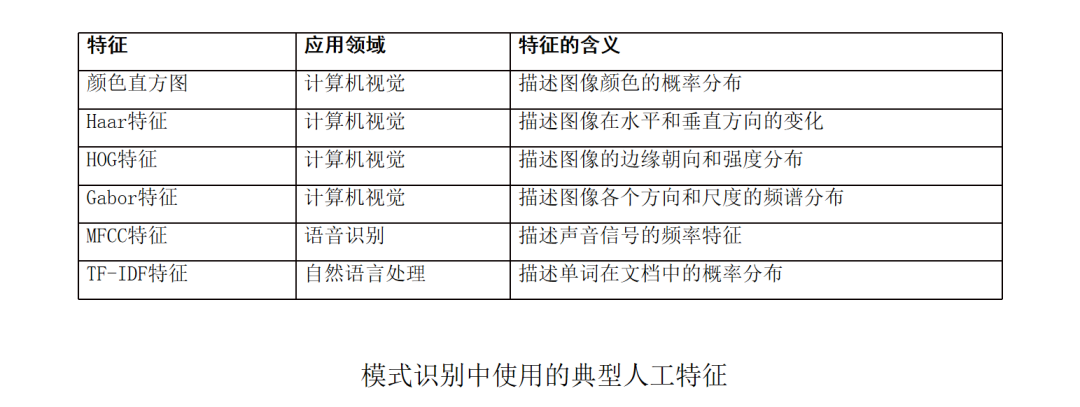 特征 应用领域 特征的含义
颜色直方图 计算机视觉 描述图像颜色的概率分布
Haar特征 计算机视觉 描述图像在水平和垂直方向的变化
HOG特征 计算机视觉 描述图像的边缘朝向和强度分布
Gabor特征 计算机视觉 描述图像各个方向和尺度的频谱分布
MFCC特征 语音识别 描述声音信号的频率特征
TF-IDF特征 自然语言处理 描述单词在文档中的概率分布
模式识别中使用的典型人工特征